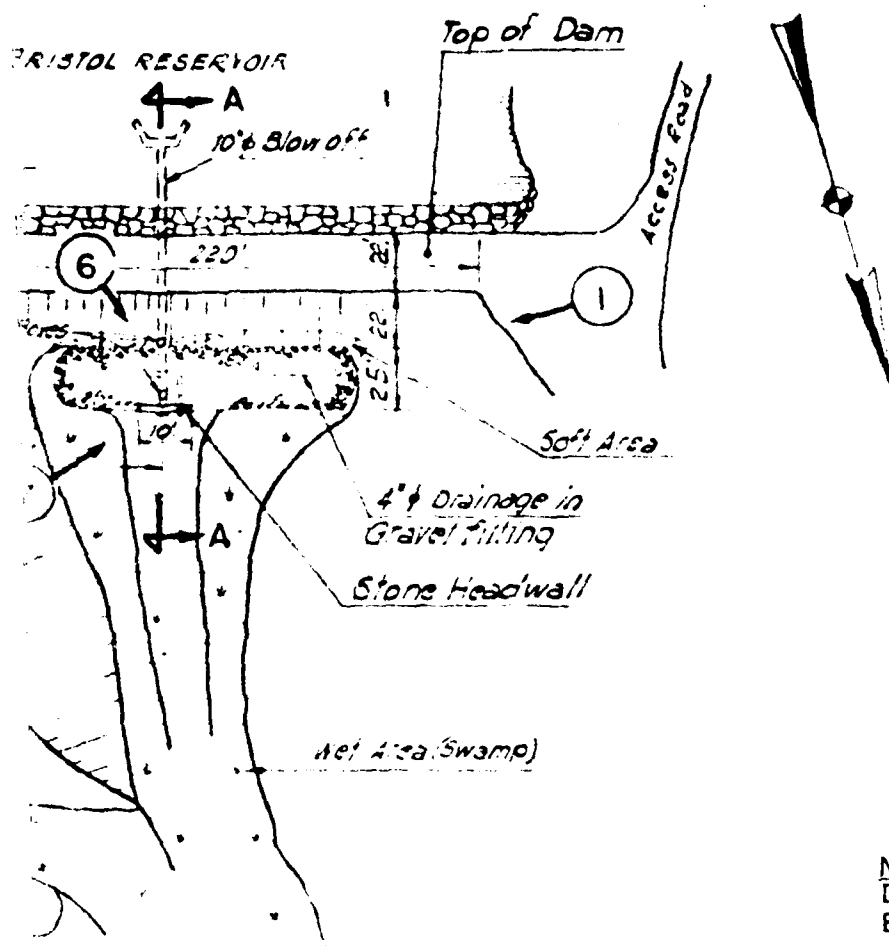 Top of Dam
BRISTOL RESERVOIR
A
10"ϕ Blow off
Access Road
220'
22'
6
1
22
25'
10'
Soft Area
4"ϕ Drainage in
Gravel filling
A
Stone Headwall
Wet Area (Swamp)